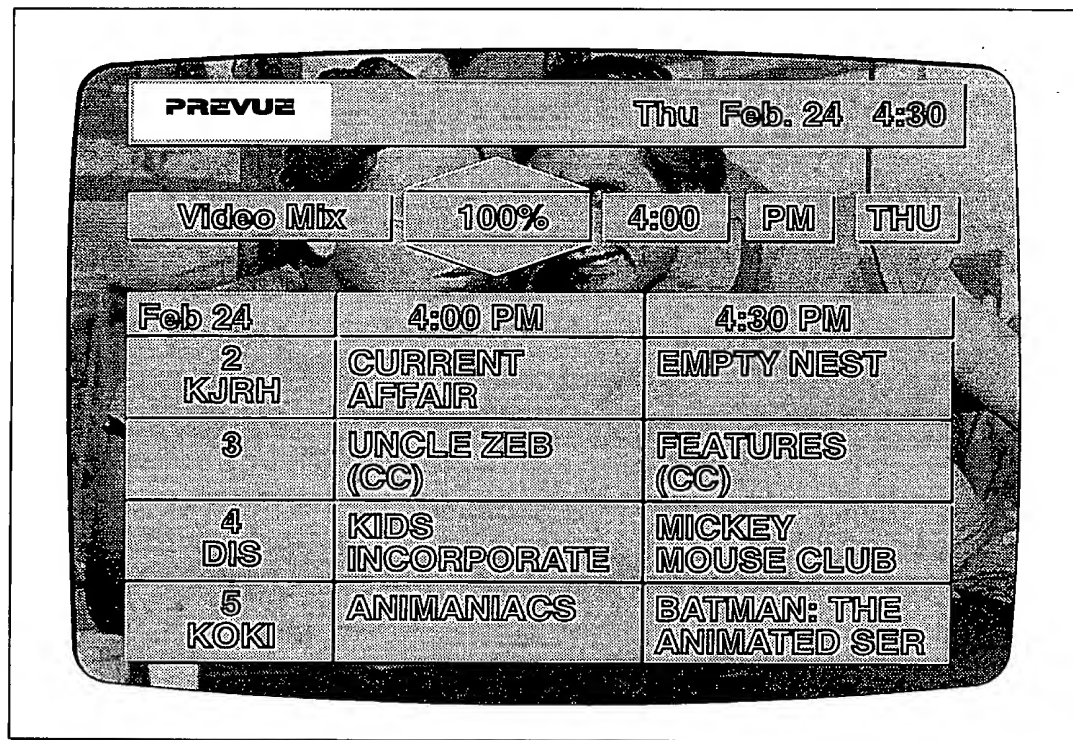 PREVUE
Thu Feb. 24 4:30
Video Mix 100% 4:00 PM THU
Feb 24 4:00 PM 4:30 PM
2
KJRH
CURRENT
AFFAIR
EMPTY NEST
3
UNCLE ZEB
(CC)
FEATURES
(CC)
4
DIS
KIDS
INCORPORATE
MICKEY
MOUSE CLUB
5
KOKI
ANIMANIACS
BATMAN: THE
ANIMATED SER